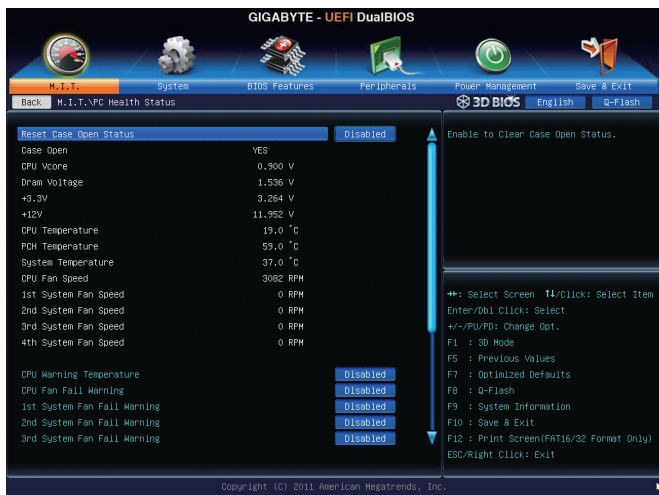 GIGABYTE - UEFI DualBIOS
M.I.T. System BIOS Features Peripherals Power Management Save & Exit
Back M.I.T.\PC Health Status 3D BIOS English Q-Flash
Reset Case Open Status Disabled
Case Open YES
CPU Vcore 0.900 V
Dram Voltage 1.536 V
+3.3V 3.264 V
+12V 11.952 V
CPU Temperature 19.0 °C
PCH Temperature 59.0 °C
System Temperature 37.0 °C
CPU Fan Speed 3082 RPM
1st System Fan Speed 0 RPM
2nd System Fan Speed 0 RPM
3rd System Fan Speed 0 RPM
4th System Fan Speed 0 RPM
CPU Warning Temperature Disabled
CPU Fan Fail Warning Disabled
1st System Fan Fail Warning Disabled
2nd System Fan Fail Warning Disabled
3rd System Fan Fail Warning Disabled
Enable to Clear Case Open Status.
→←: Select Screen ↑↓/Click: Select Item
Enter/Dbl Click: Select
+/-/PU/PD: Change Opt.
F1 : 3D Mode
F5 : Previous Values
F7 : Optimized Defaults
F8 : Q-Flash
F9 : System Information
F10 : Save & Exit
F12 : Print Screen(FAT16/32 Format Only)
ESC/Right Click: Exit
Copyright (C) 2011 American Megatrends, Inc.